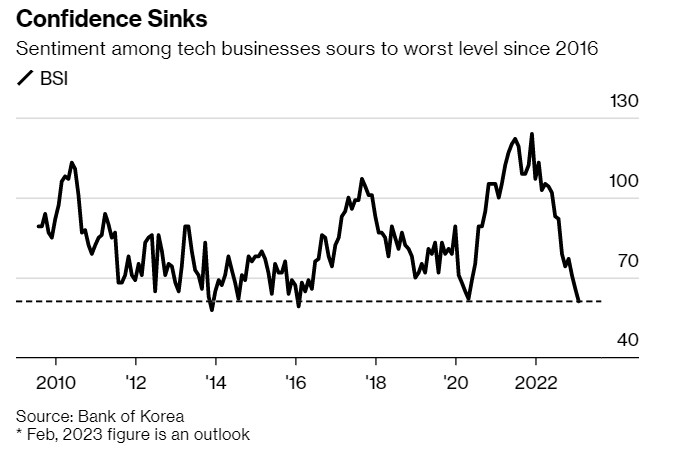 Confidence Sinks
Sentiment among tech businesses sours to worst level since 2016
BSI
130
100
70
40
2010 '12 '14 '16 '18 '20 2022
Source: Bank of Korea
* Feb, 2023 figure is an outlook